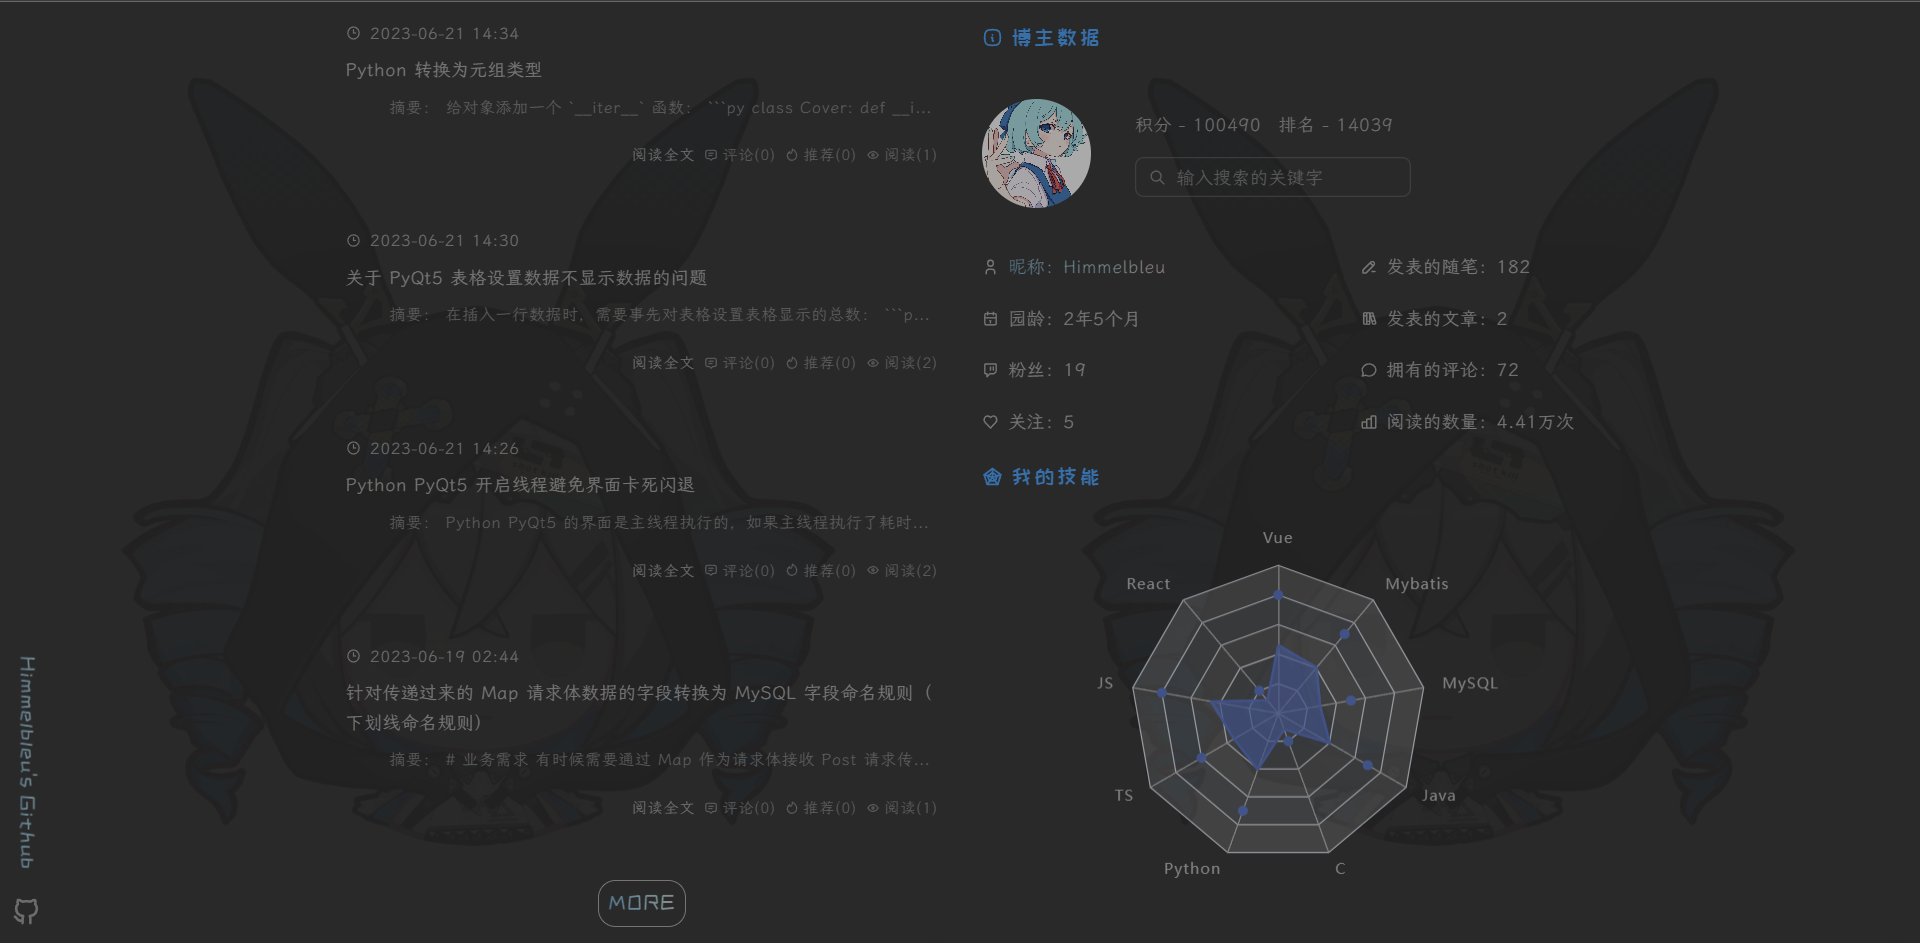 2023-06-21 14:34
Python 转换为元组类型
摘要： 给对象添加一个 `__iter__` 函数： ```py class Cover: def __i...
阅读全文 评论(0) 推荐(0) 阅读(1)
2023-06-21 14:30
关于 PyQt5 表格设置数据不显示数据的问题
摘要： 在插入一行数据时，需要事先对表格设置表格显示的总数： ```p...
阅读全文 评论(0) 推荐(0) 阅读(2)
2023-06-21 14:26
Python PyQt5 开启线程避免界面卡死闪退
摘要： Python PyQt5 的界面是主线程执行的，如果主线程执行了耗时...
阅读全文 评论(0) 推荐(0) 阅读(2)
2023-06-19 02:44
针对传递过来的 Map 请求体数据的字段转换为 MySQL 字段命名规则（
下划线命名规则）
摘要： # 业务需求 有时候需要通过 Map 作为请求体接收 Post 请求传...
阅读全文 评论(0) 推荐(0) 阅读(1)
MORE
Himmelbleu's Github
博主数据
积分 - 100490 排名 - 14039
输入搜索的关键字
昵称：Himmelbleu
发表的随笔：182
园龄：2年5个月
发表的文章：2
粉丝：19
拥有的评论：72
关注：5
阅读的数量：4.41万次
我的技能
Vue
React
Mybatis
JS
MySQL
TS
Java
Python
C